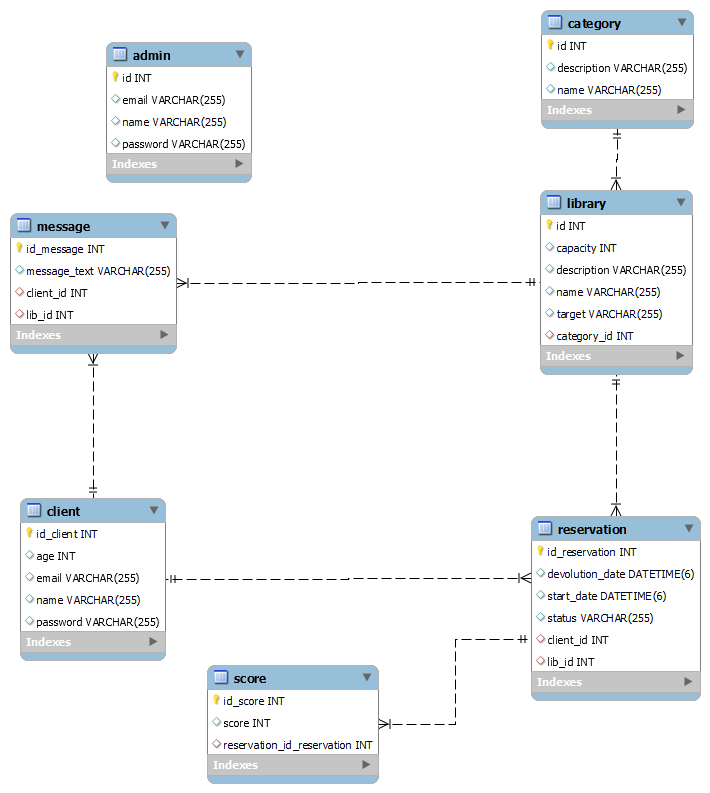 admin
id INT
email VARCHAR(255)
name VARCHAR(255)
password VARCHAR(255)
Indexes
category
id INT
description VARCHAR(255)
name VARCHAR(255)
Indexes
message
id_message INT
message_text VARCHAR(255)
client_id INT
lib_id INT
Indexes
library
id INT
capacity INT
description VARCHAR(255)
name VARCHAR(255)
target VARCHAR(255)
category_id INT
Indexes
client
id_client INT
age INT
email VARCHAR(255)
name VARCHAR(255)
password VARCHAR(255)
Indexes
reservation
id_reservation INT
devolution_date DATETIME(6)
start_date DATETIME(6)
status VARCHAR(255)
client_id INT
lib_id INT
Indexes
score
id_score INT
score INT
reservation_id_reservation INT
Indexes